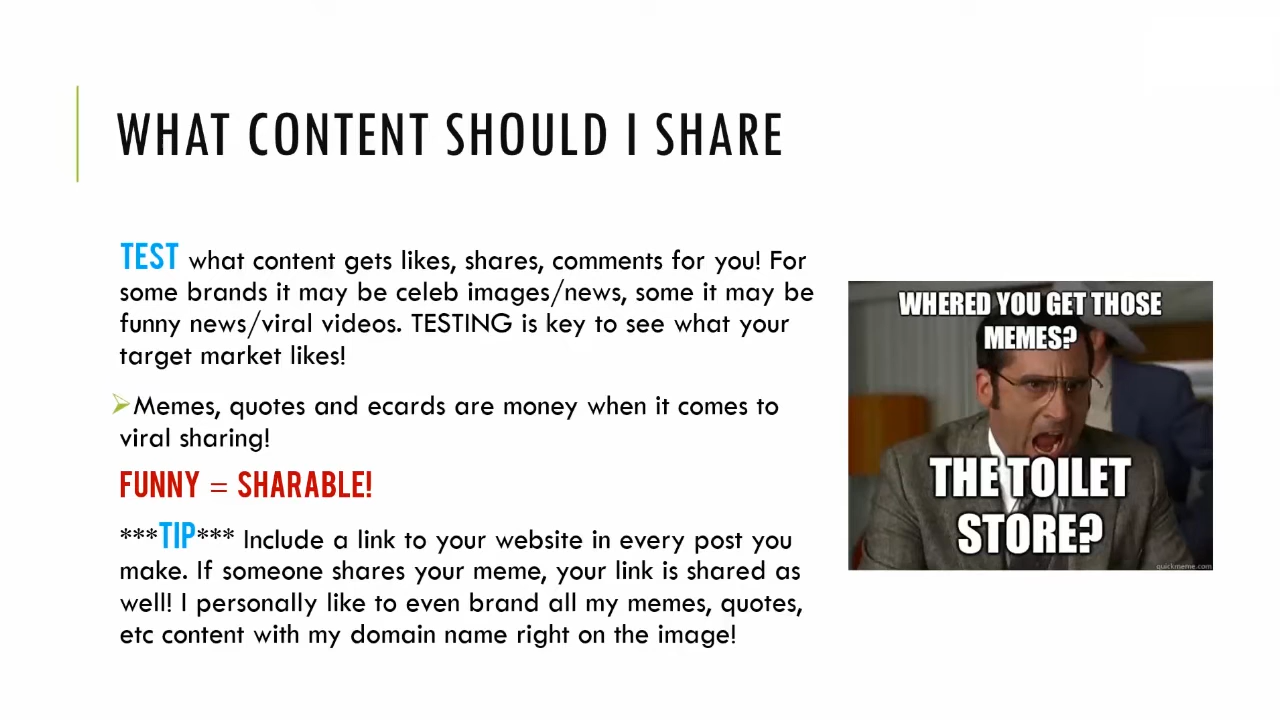 WHAT CONTENT SHOULD I SHARE
TEST what content gets likes, shares, comments for you! For
some brands it may be celeb images/news, some it may be
funny news/viral videos. TESTING is key to see what your
target market likes!
Memes, quotes and ecards are money when it comes to
viral sharing!
FUNNY = SHARABLE!
***TIP*** Include a link to your website in every post you
make. If someone shares your meme, your link is shared as
well! I personally like to even brand all my memes, quotes,
etc content with my domain name right on the image!
WHERED YOU GET THOSE
MEMES?
THE TOILET
STORE?
quickmeme.com